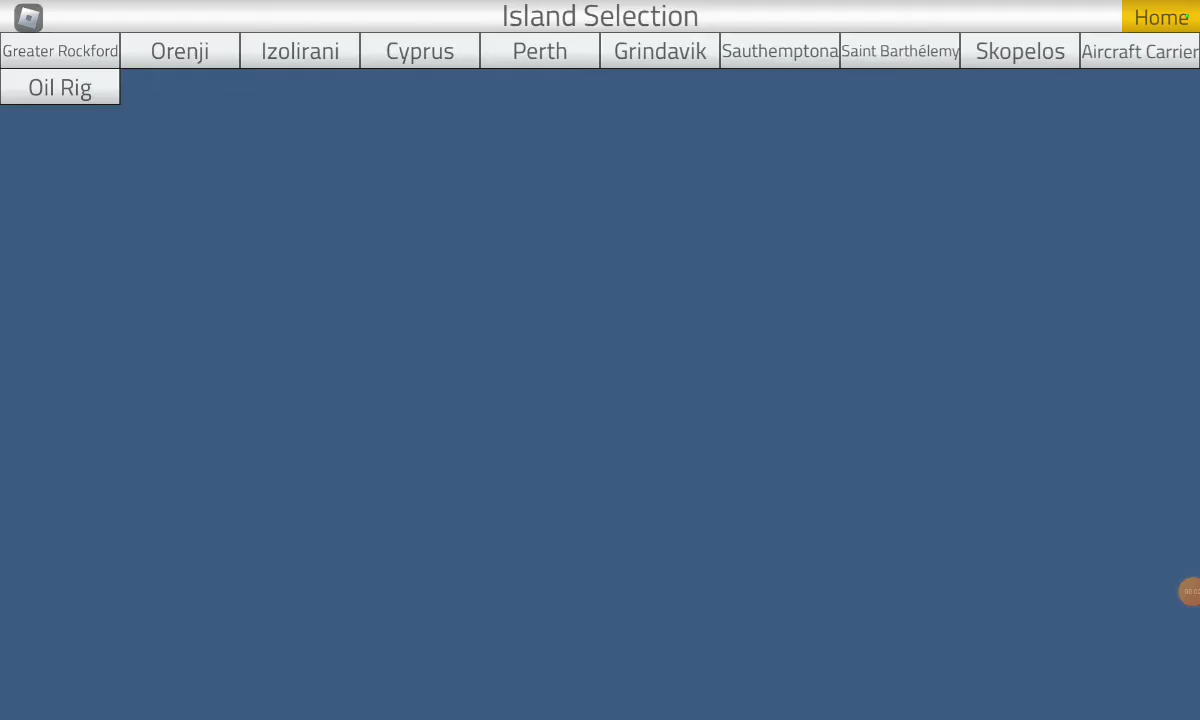 Island Selection
Home
Greater Rockford
Orenji
Izolirani
Cyprus
Perth
Grindavik
Sauthemptona
Saint Barthélemy
Skopelos
Aircraft Carrier
Oil Rig